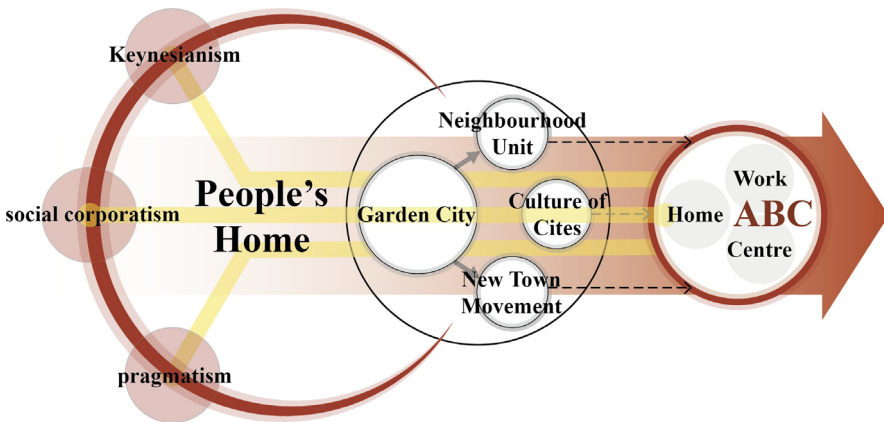 Keynesianism
social corporatism
pragmatism
People's
Home
Garden City
Neighbourhood
Unit
Culture of
Cites
New Town
Movement
Home
Work
ABC
Centre